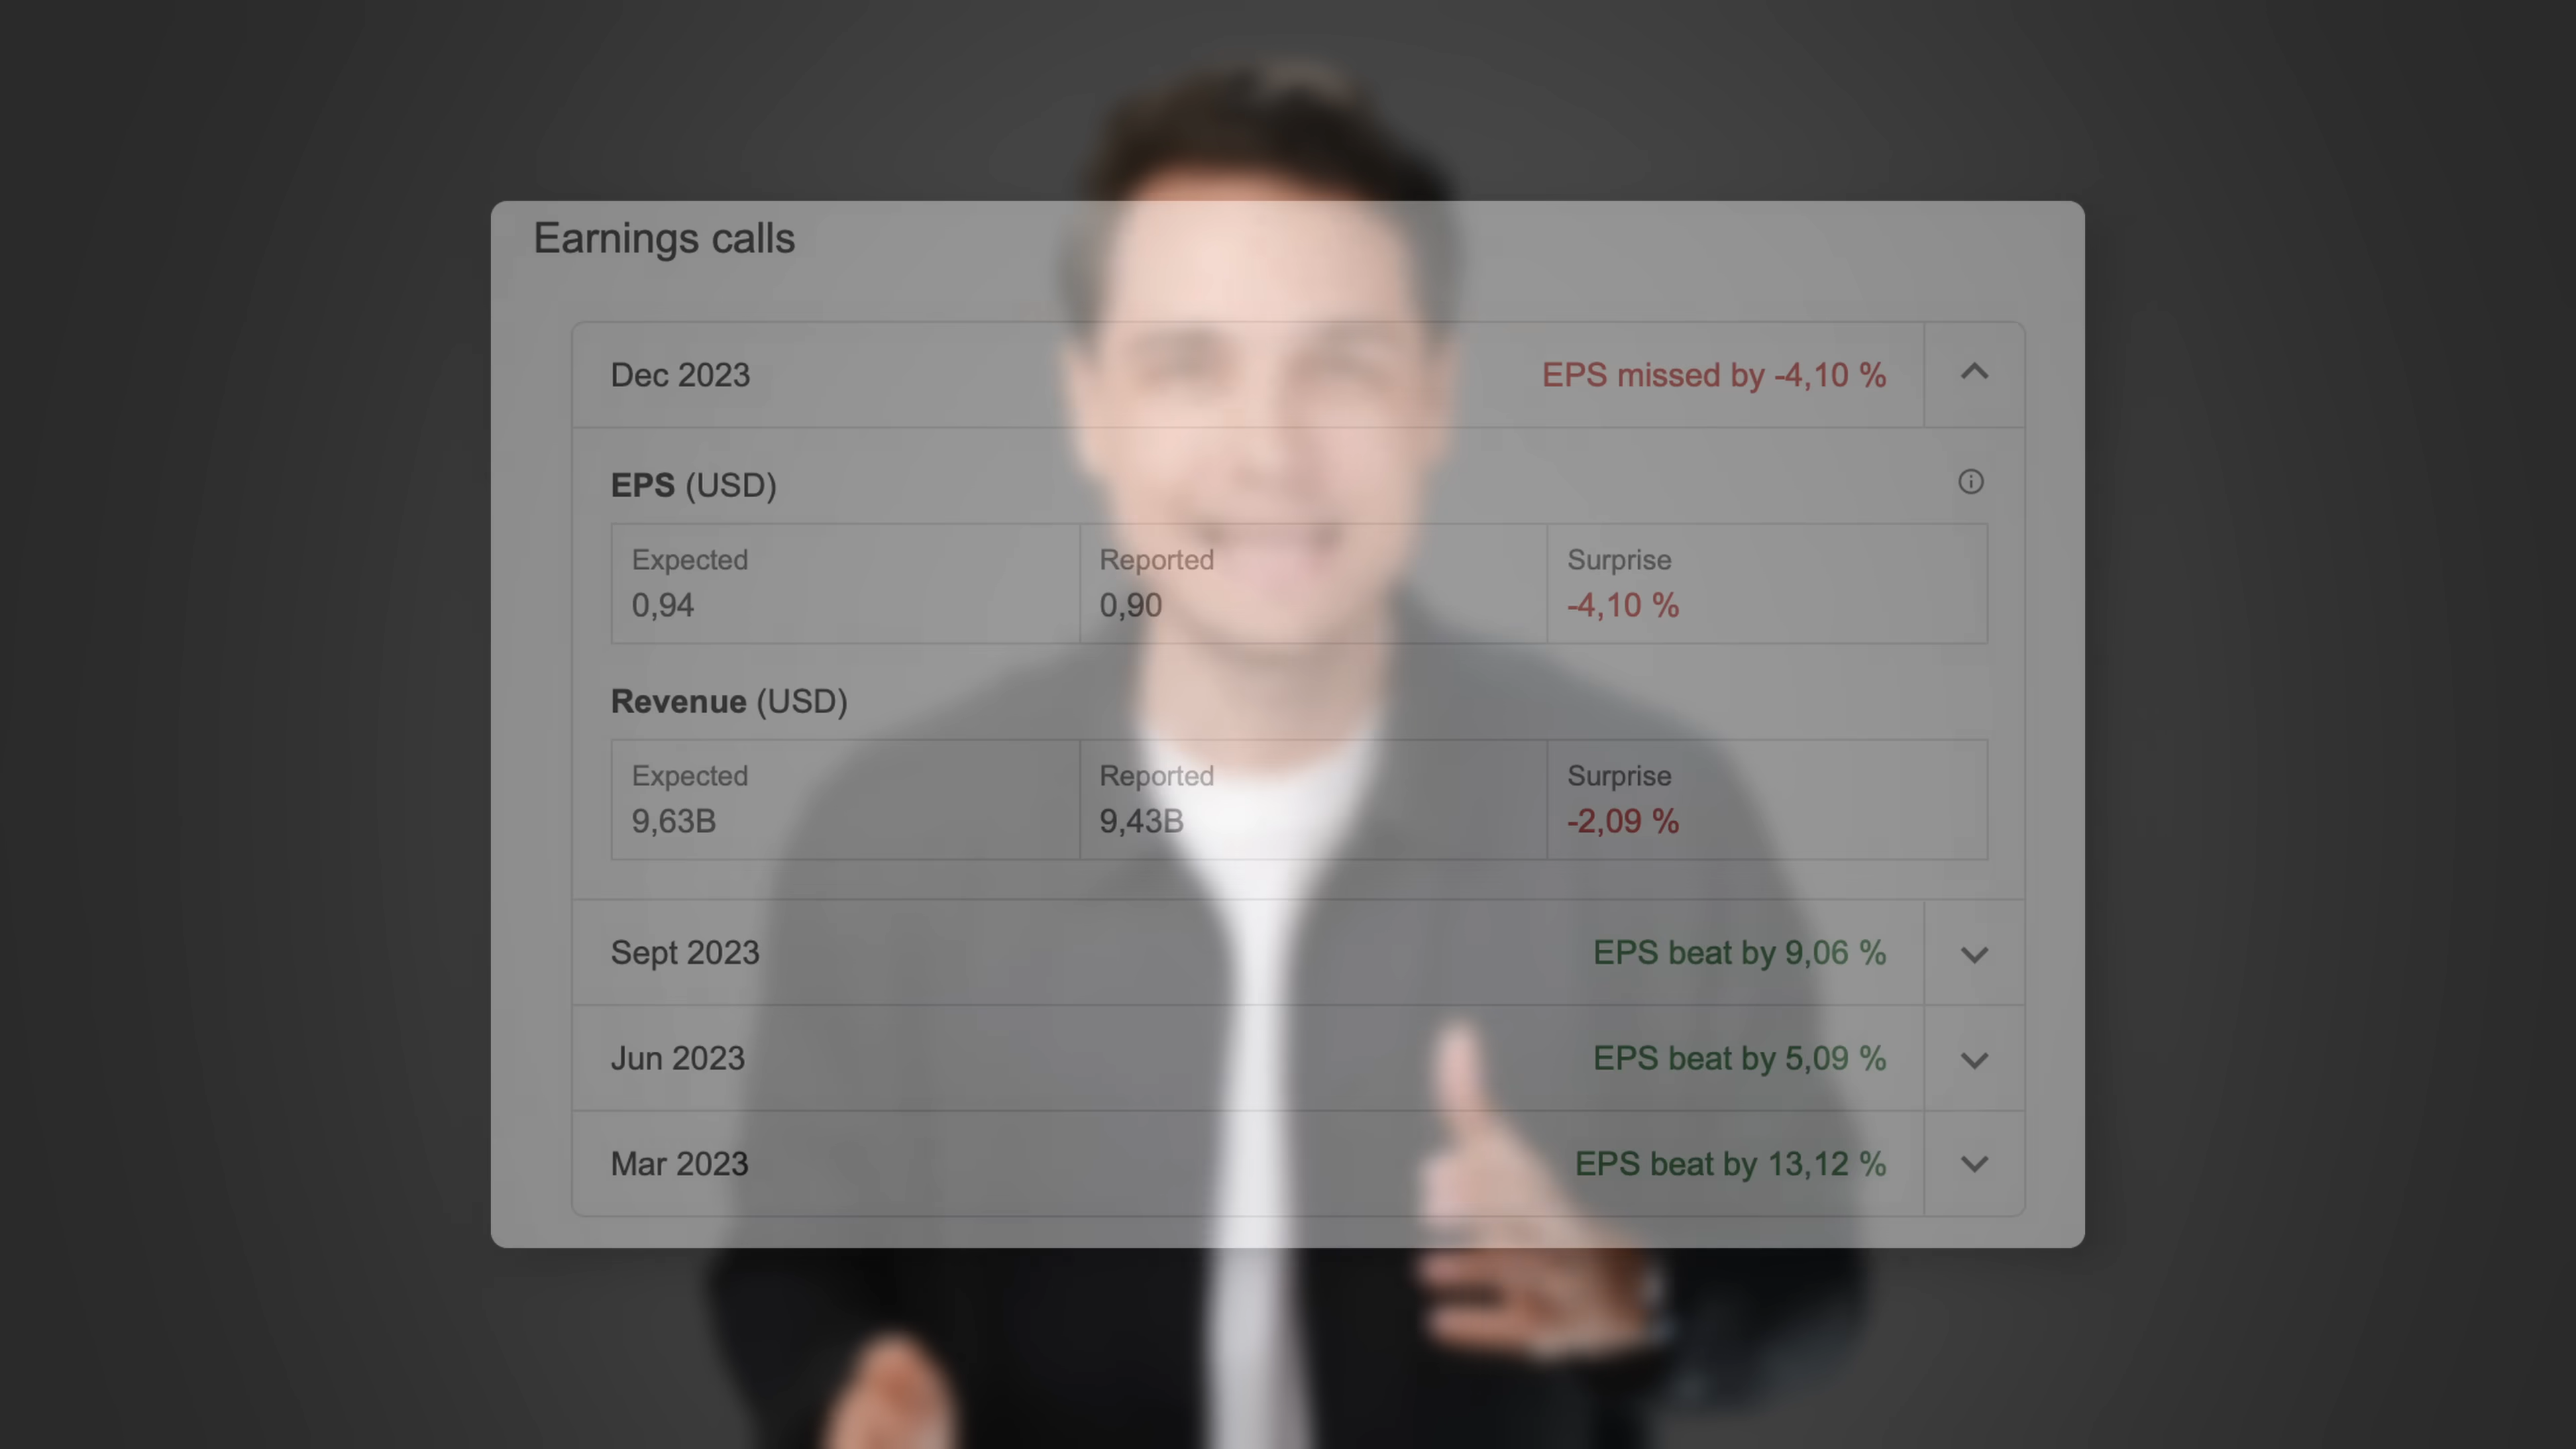 Earnings calls
Dec 2023 EPS missed by -4,10 %
EPS (USD)
Expected Reported Surprise
0,94 0,90 -4,10 %
Revenue (USD)
Expected Reported Surprise
9,63B 9,43B -2,09 %
Sept 2023 EPS beat by 9,06 %
Jun 2023 EPS beat by 5,09 %
Mar 2023 EPS beat by 13,12 %